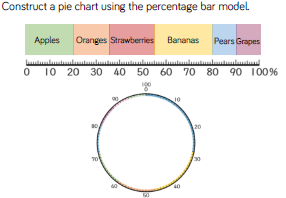 Construct a pie chart using the percentage bar model.
Apples Oranges Strawberries Bananas Pears Grapes
0 10 20 30 40 50 60 70 80 90 100%
100
0
90 10
80 20
70 30
60 40
50